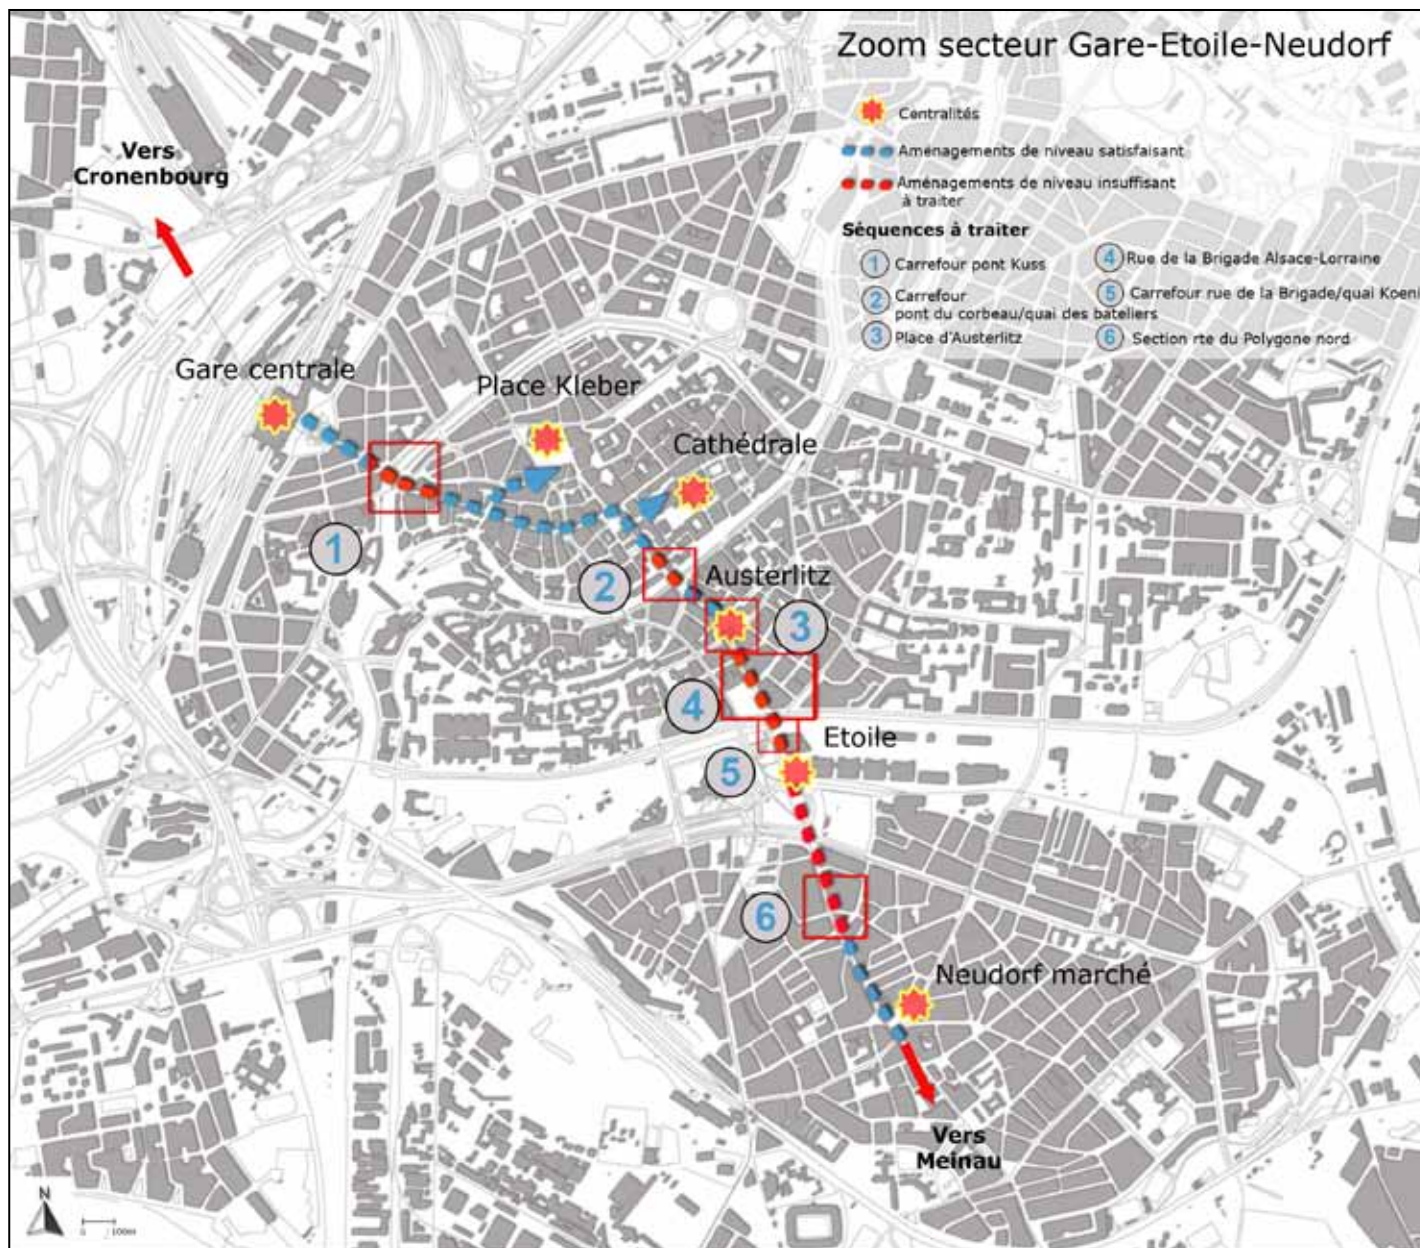 Zoom secteur Gare-Etoile-Neudorf
Centralités
Aménagements de niveau satisfaisant
Aménagements de niveau insuffisant
à traiter
Séquences à traiter
1 Carrefour pont Kuss
2 Carrefour
pont du corbeau/quai des bateliers
3 Place d'Austerlitz
4 Rue de la Brigade Alsace-Lorraine
5 Carrefour rue de la Brigade/quai Koeni
6 Section rte du Polygone nord
Vers
Cronenbourg
Gare centrale
Place Kleber
Cathédrale
1
2
Austerlitz
3
4
Etoile
5
6
Neudorf marché
Vers
Meinau
N